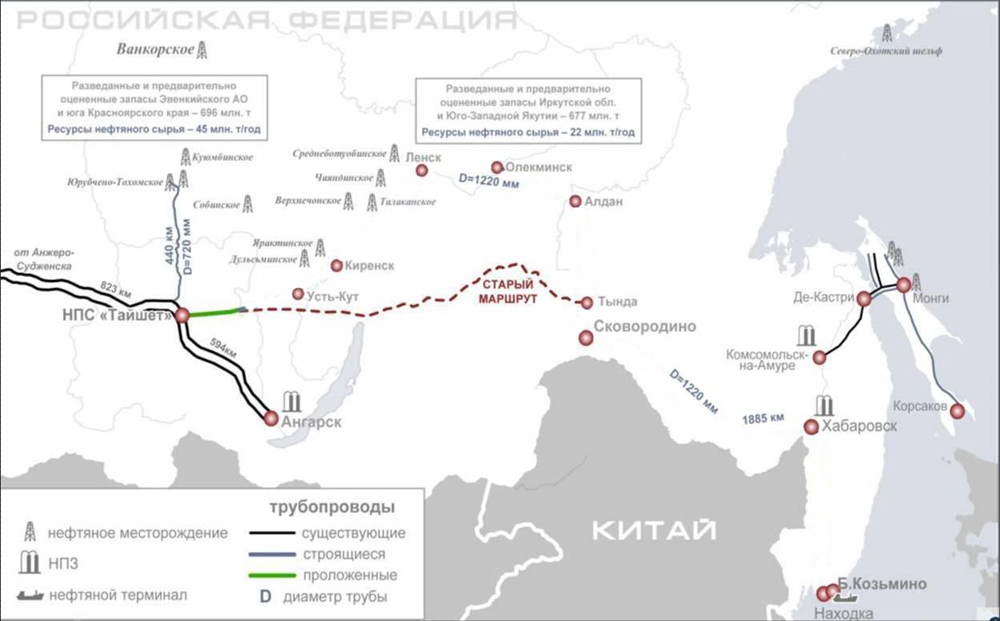 РОССИЙСКАЯ ФЕДЕРАЦИЯ
Ванкорское
Северо-Охотский шельф
Разведанные и предварительно
оцененные запасы Эвенкийского АО
и юга Красноярского края – 696 млн. т
Ресурсы нефтяного сырья – 45 млн. т/год
Разведанные и предварительно
оцененные запасы Иркутской обл.
и Юго-Западной Якутии – 677 млн. т
Ресурсы нефтяного сырья – 22 млн. т/год
Куюмбинское
Юрубчено-Тохомское
Собинское
Среднеботуобинское
Ленск
Чаяндинское
Верхнечонское
Талаканское
Олекминск
D=1220 мм
Алдан
440 км
D=720 мм
Ярактинское
Дульсьминское
Киренск
от Анжеро-
Судженска
823 км
Усть-Кут
НПС «Тайшет»
СТАРЫЙ
МАРШРУТ
Тында
Сковородино
Де-Кастри
Монги
594км
Комсомольск-
на-Амуре
D=1220 мм
1885 км
Ангарск
Корсаков
Хабаровск
КИТАЙ
Б.Козьмино
Находка
трубопроводы
нефтяное месторождение
существующие
НПЗ
строящиеся
проложенные
нефтяной терминал
D диаметр трубы